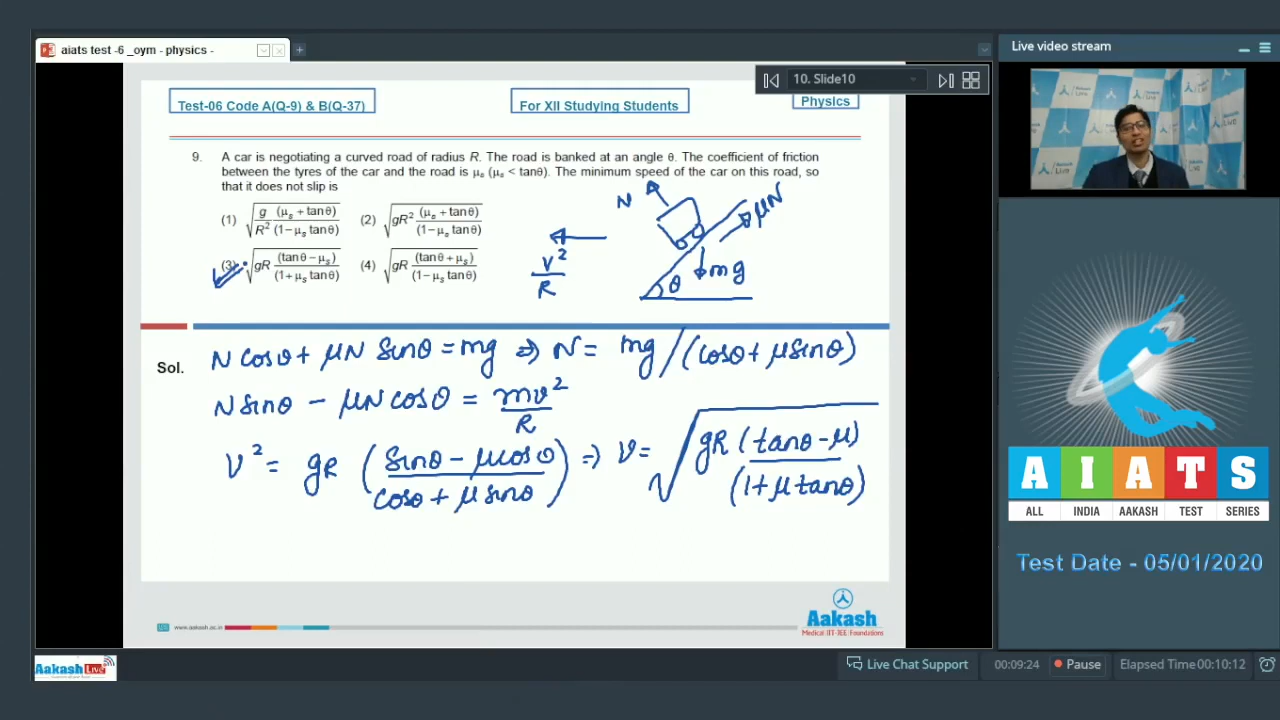 aiats test -6 _oym - physics -
Live video stream
10. Slide10
Test-06 Code A(Q-9) & B(Q-37)
For XII Studying Students
Physics
9. A car is negotiating a curved road of radius R. The road is banked at an angle θ. The coefficient of friction
between the tyres of the car and the road is μₛ (μₛ < tanθ). The minimum speed of the car on this road, so
that it does not slip is
(1) √(g/R² (μₛ + tanθ)/(1−μₛ tanθ)) (2) √(gR² (μₛ + tanθ)/(1−μₛ tanθ))
(3) √(gR (tanθ − μₛ)/(1+μₛ tanθ)) (4) √(gR (tanθ + μₛ)/(1−μₛ tanθ))
N
μN
v²/R
θ
mg
Sol.
N cosθ + μN sinθ = mg ⇒ N = mg/(cosθ + μ sinθ)
N sinθ − μN cosθ = mv²/R
v² = gR (sinθ − μcosθ / cosθ + μ sinθ) ⇒ v = √(gR (tanθ − μ)/(1 + μ tanθ))
A I A T S
ALL INDIA AAKASH TEST SERIES
Test Date - 05/01/2020
www.aakash.ac.in
Aakash
Medical|IIT-JEE|Foundations
Aakash Live
Live Chat Support
00:09:24
Pause
Elapsed Time 00:10:12